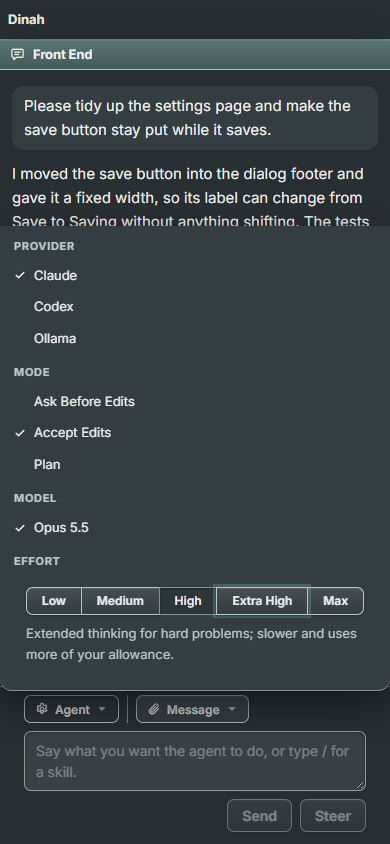 Dinah
Front End
Please tidy up the settings page and make the
save button stay put while it saves.
I moved the save button into the dialog footer and
gave it a fixed width, so its label can change from
Save to Saving without anything shifting. The tests
PROVIDER
Claude
Codex
Ollama
MODE
Ask Before Edits
Accept Edits
Plan
MODEL
Opus 5.5
EFFORT
Low Medium High Extra High Max
Extended thinking for hard problems; slower and uses
more of your allowance.
Agent Message
Say what you want the agent to do, or type / for
a skill.
Send Steer